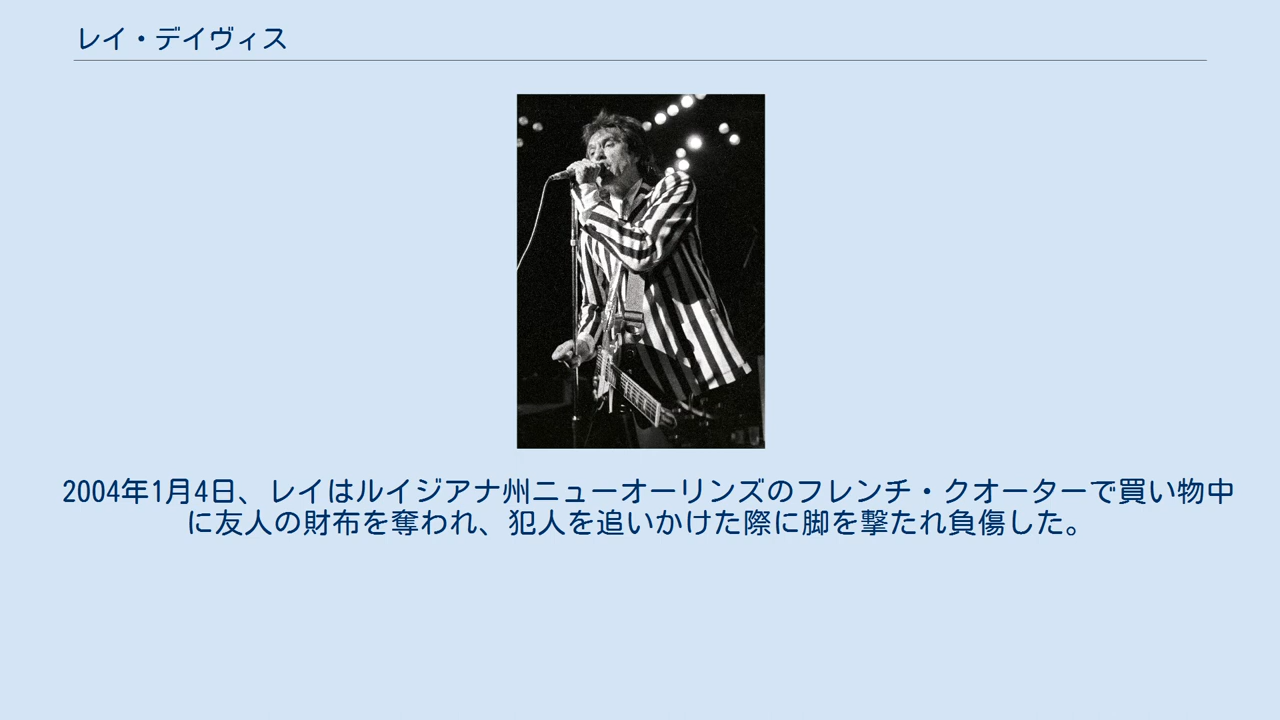 レイ・デイヴィス
2004年1月4日、レイはルイジアナ州ニューオーリンズのフレンチ・クオーターで買い物中
に友人の財布を奪われ、犯人を追いかけた際に脚を撃たれ負傷した。